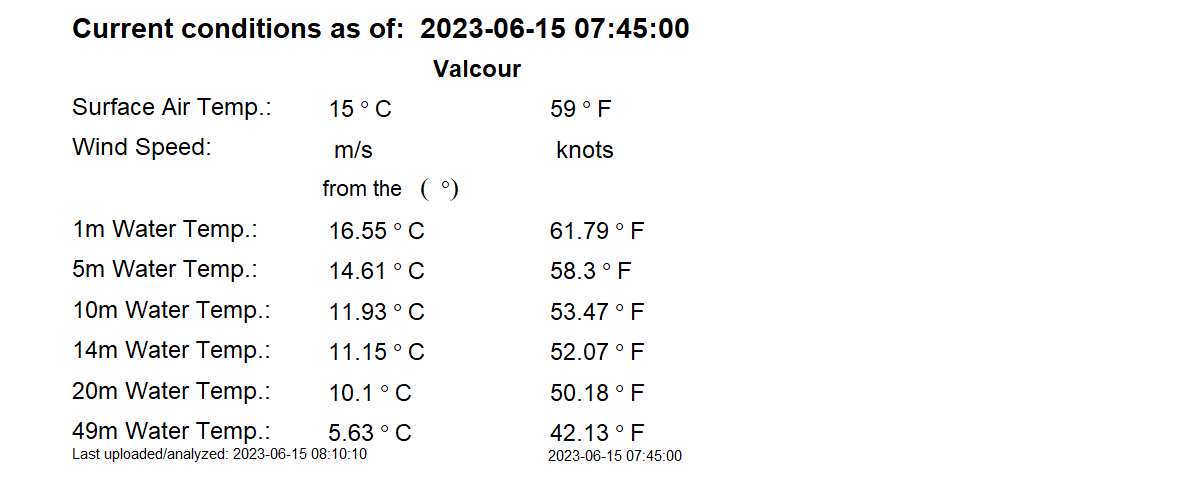 Current conditions as of: 2023-06-15 07:45:00
Valcour
Surface Air Temp.: 15 ° C 59 ° F
Wind Speed: m/s knots
from the ( °)
1m Water Temp.: 16.55 ° C 61.79 ° F
5m Water Temp.: 14.61 ° C 58.3 ° F
10m Water Temp.: 11.93 ° C 53.47 ° F
14m Water Temp.: 11.15 ° C 52.07 ° F
20m Water Temp.: 10.1 ° C 50.18 ° F
49m Water Temp.: 5.63 ° C 42.13 ° F
Last uploaded/analyzed: 2023-06-15 08:10:10 2023-06-15 07:45:00